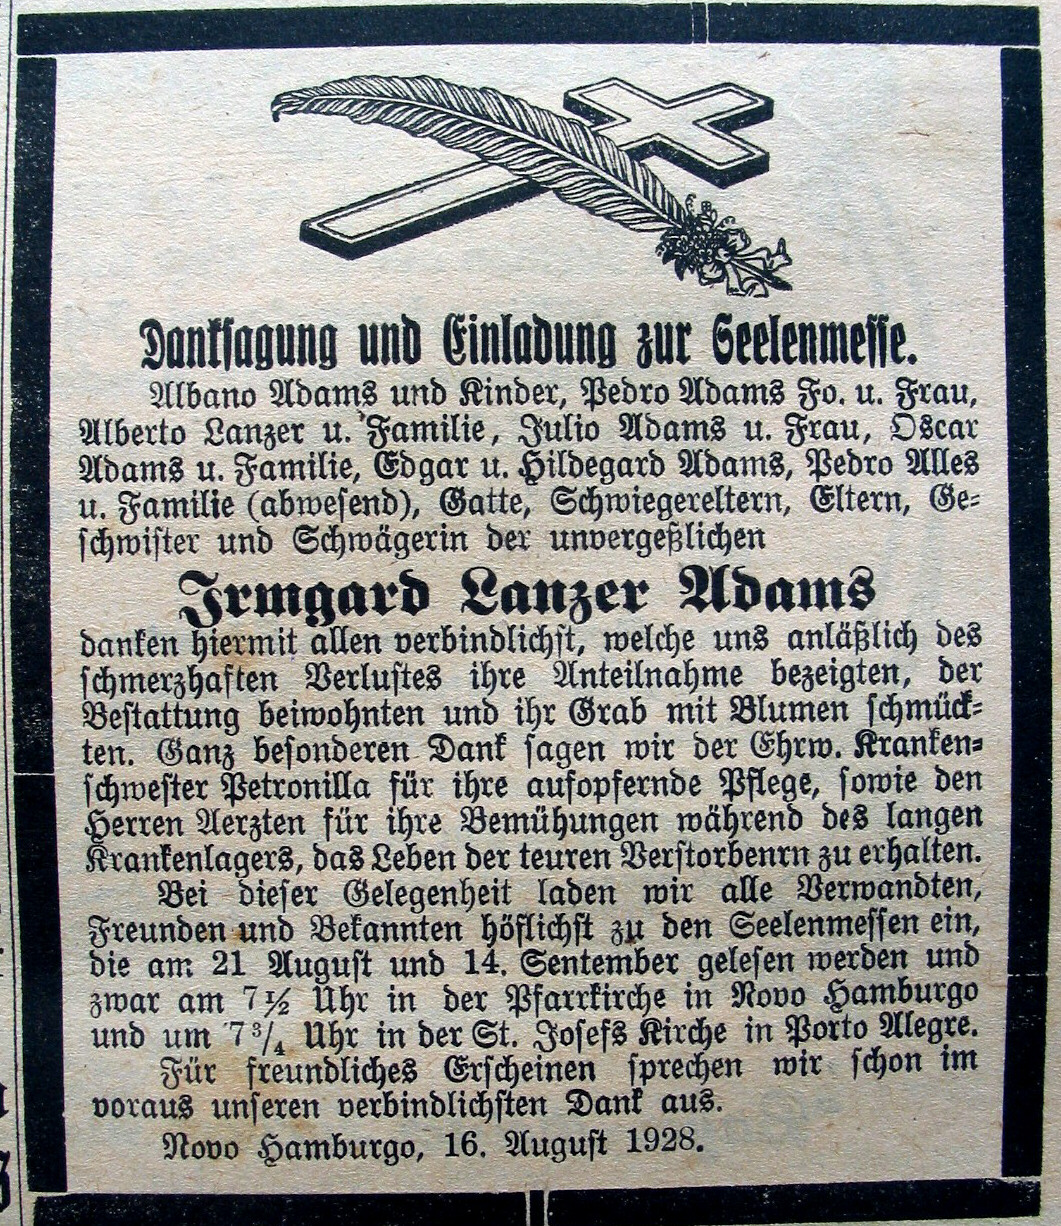 Danksagung und Einladung zur Seelenmesse.
Albano Adams und Kinder, Pedro Adams Fo. u. Frau,
Alberto Lanzer u. Familie, Julio Adams u. Frau, Oscar
Adams u. Familie, Edgar u. Hildegard Adams, Pedro Alles
u. Familie (abwesend), Gatte, Schwiegereltern, Eltern, Ge-
schwister und Schwägerin der unvergeßlichen
Irmgard Lanzer Adams
danken hiermit allen verbindlichst, welche uns anläßlich des
schmerzhaften Verlustes ihre Anteilnahme bezeigten, der
Bestattung beiwohnten und ihr Grab mit Blumen schmück-
ten. Ganz besonderen Dank sagen wir der Ehrw. Kranken-
schwester Petronilla für ihre aufopfernde Pflege, sowie den
Herren Aerzten für ihre Bemühungen während des langen
Krankenlagers, das Leben der teuren Verstorbenrn zu erhalten.
Bei dieser Gelegenheit laden wir alle Verwandten,
Freunden und Bekannten höflichst zu den Seelenmessen ein,
die am 21 August und 14. Sentember gelesen werden und
zwar am 7 1/2 Uhr in der Pfarrkirche in Novo Hamburgo
und um 7 3/4 Uhr in der St. Josefs Kirche in Porto Alegre.
Für freundliches Erscheinen sprechen wir schon im
voraus unseren verbindlichsten Dank aus.
Novo Hamburgo, 16. August 1928.